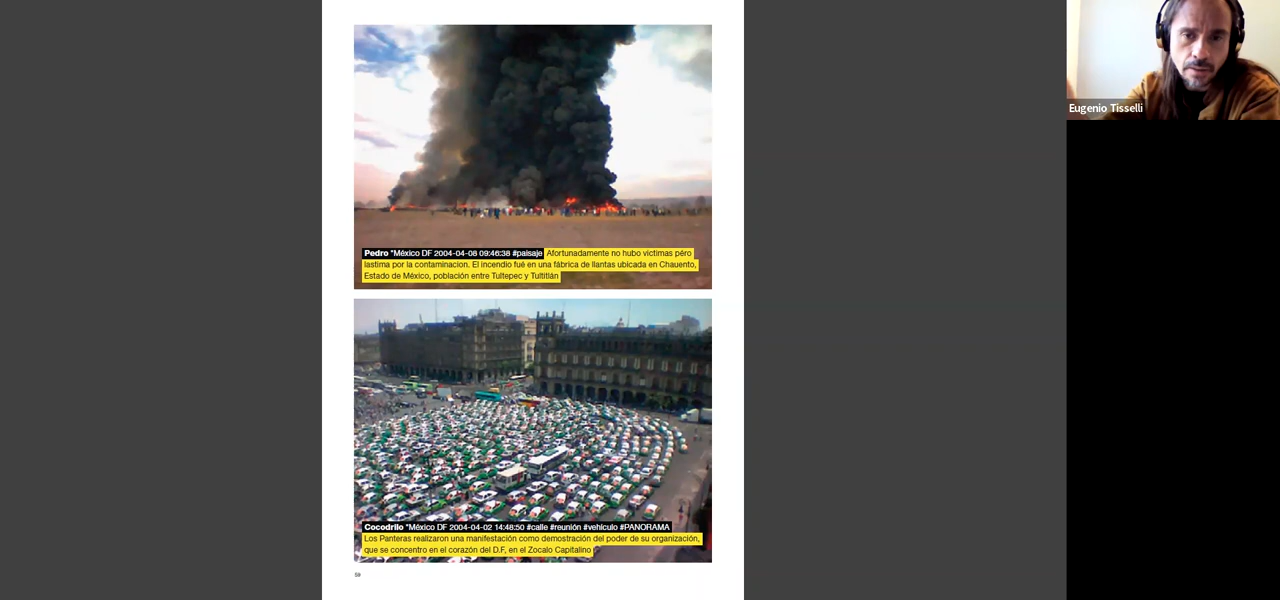 Eugenio Tisselli
Pedro *México DF 2004-04-08 09:46:38 #paisaje Afortunadamente no hubo victimas péro
lastima por la contaminacion. El incendio fué en una fábrica de llantas ubicada en Chauento,
Estado de México, población entre Tultepec y Tultitlán
Cocodrilo *México DF 2004-04-02 14:48:50 #calle #reunión #vehículo #PANORAMA
Los Panteras realizaron una manifestación como demostración del poder de su organización,
que se concentro en el corazón del D.F, en el Zocalo Capitalino
59